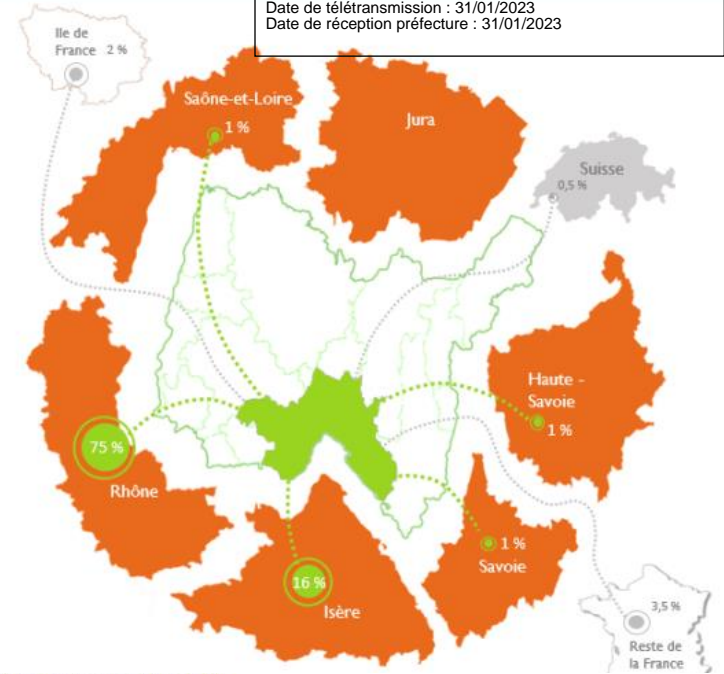 Date de télétransmission : 31/01/2023
Date de réception préfecture : 31/01/2023
Ile de
France 2 %
Saône-et-Loire
1 %
Jura
Suisse
0,5 %
Haute -
Savoie
1 %
75 %
Rhône
1 %
Savoie
16 %
Isère
3,5 %
Reste de
la France